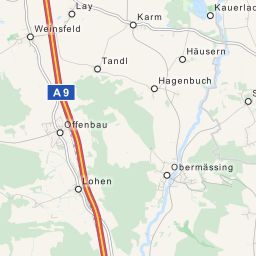 Lay
Karm
Kauerlac
Weinsfeld
Häusern
Tandl
Hagenbuch
A 9
S
Offenbau
Obermässing
Lohen